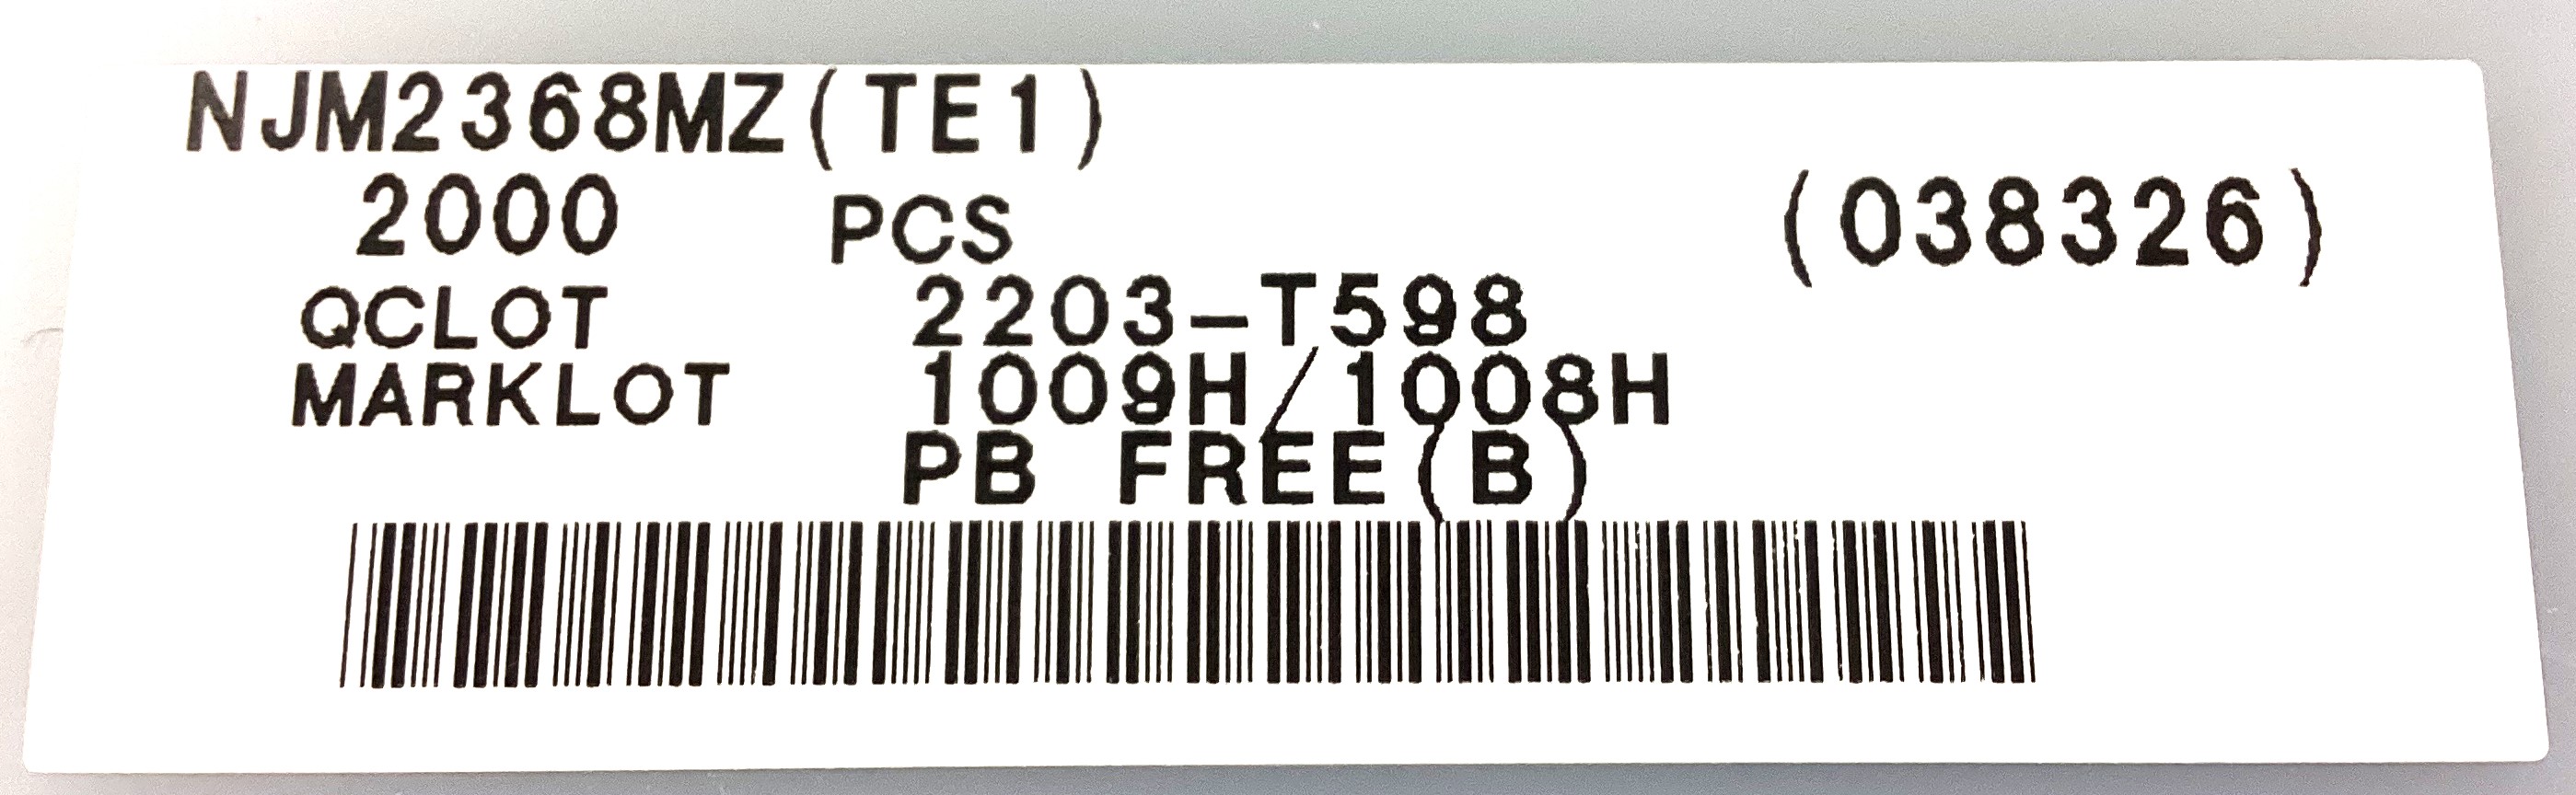 NJM2368MZ(TE1)
2000 PCS (038326)
QCLOT 2203-T598
MARKLOT 1009H/1008H
PB FREE(B)